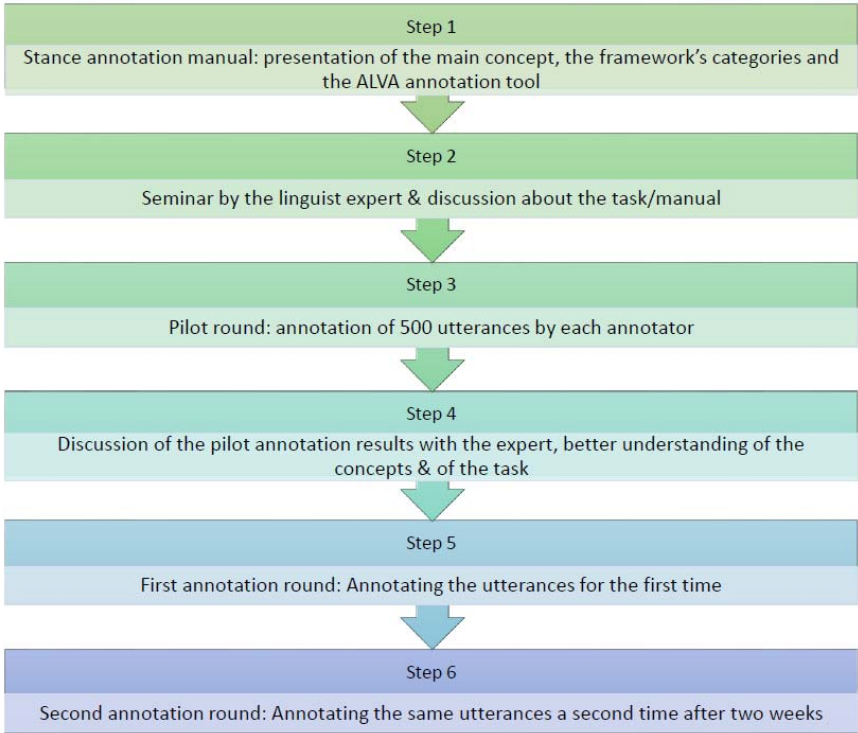 Step 1
Stance annotation manual: presentation of the main concept, the framework's categories and
the ALVA annotation tool
Step 2
Seminar by the linguist expert & discussion about the task/manual
Step 3
Pilot round: annotation of 500 utterances by each annotator
Step 4
Discussion of the pilot annotation results with the expert, better understanding of the
concepts & of the task
Step 5
First annotation round: Annotating the utterances for the first time
Step 6
Second annotation round: Annotating the same utterances a second time after two weeks